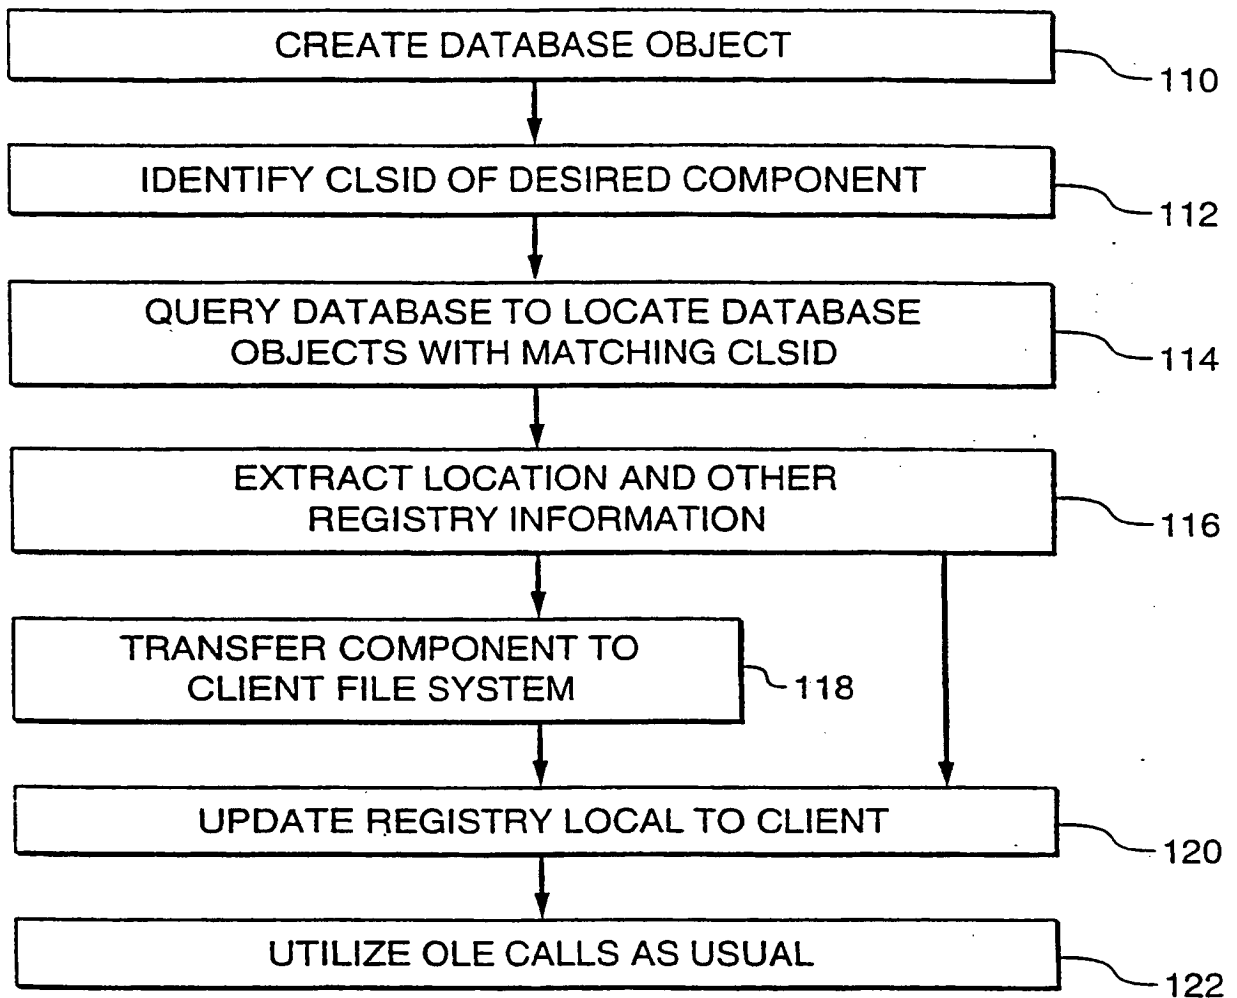 CREATE DATABASE OBJECT
110
IDENTIFY CLSID OF DESIRED COMPONENT
112
QUERY DATABASE TO LOCATE DATABASE
OBJECTS WITH MATCHING CLSID
114
EXTRACT LOCATION AND OTHER
REGISTRY INFORMATION
116
TRANSFER COMPONENT TO
CLIENT FILE SYSTEM
118
UPDATE REGISTRY LOCAL TO CLIENT
120
UTILIZE OLE CALLS AS USUAL
122